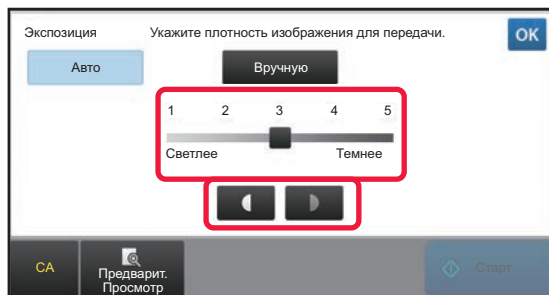 Экспозиция
Укажите плотность изображения для передачи.
OK
Авто
Вручную
1 2 3 4 5
Светлее
Темнее
CA
Предварит.
Просмотр
Старт